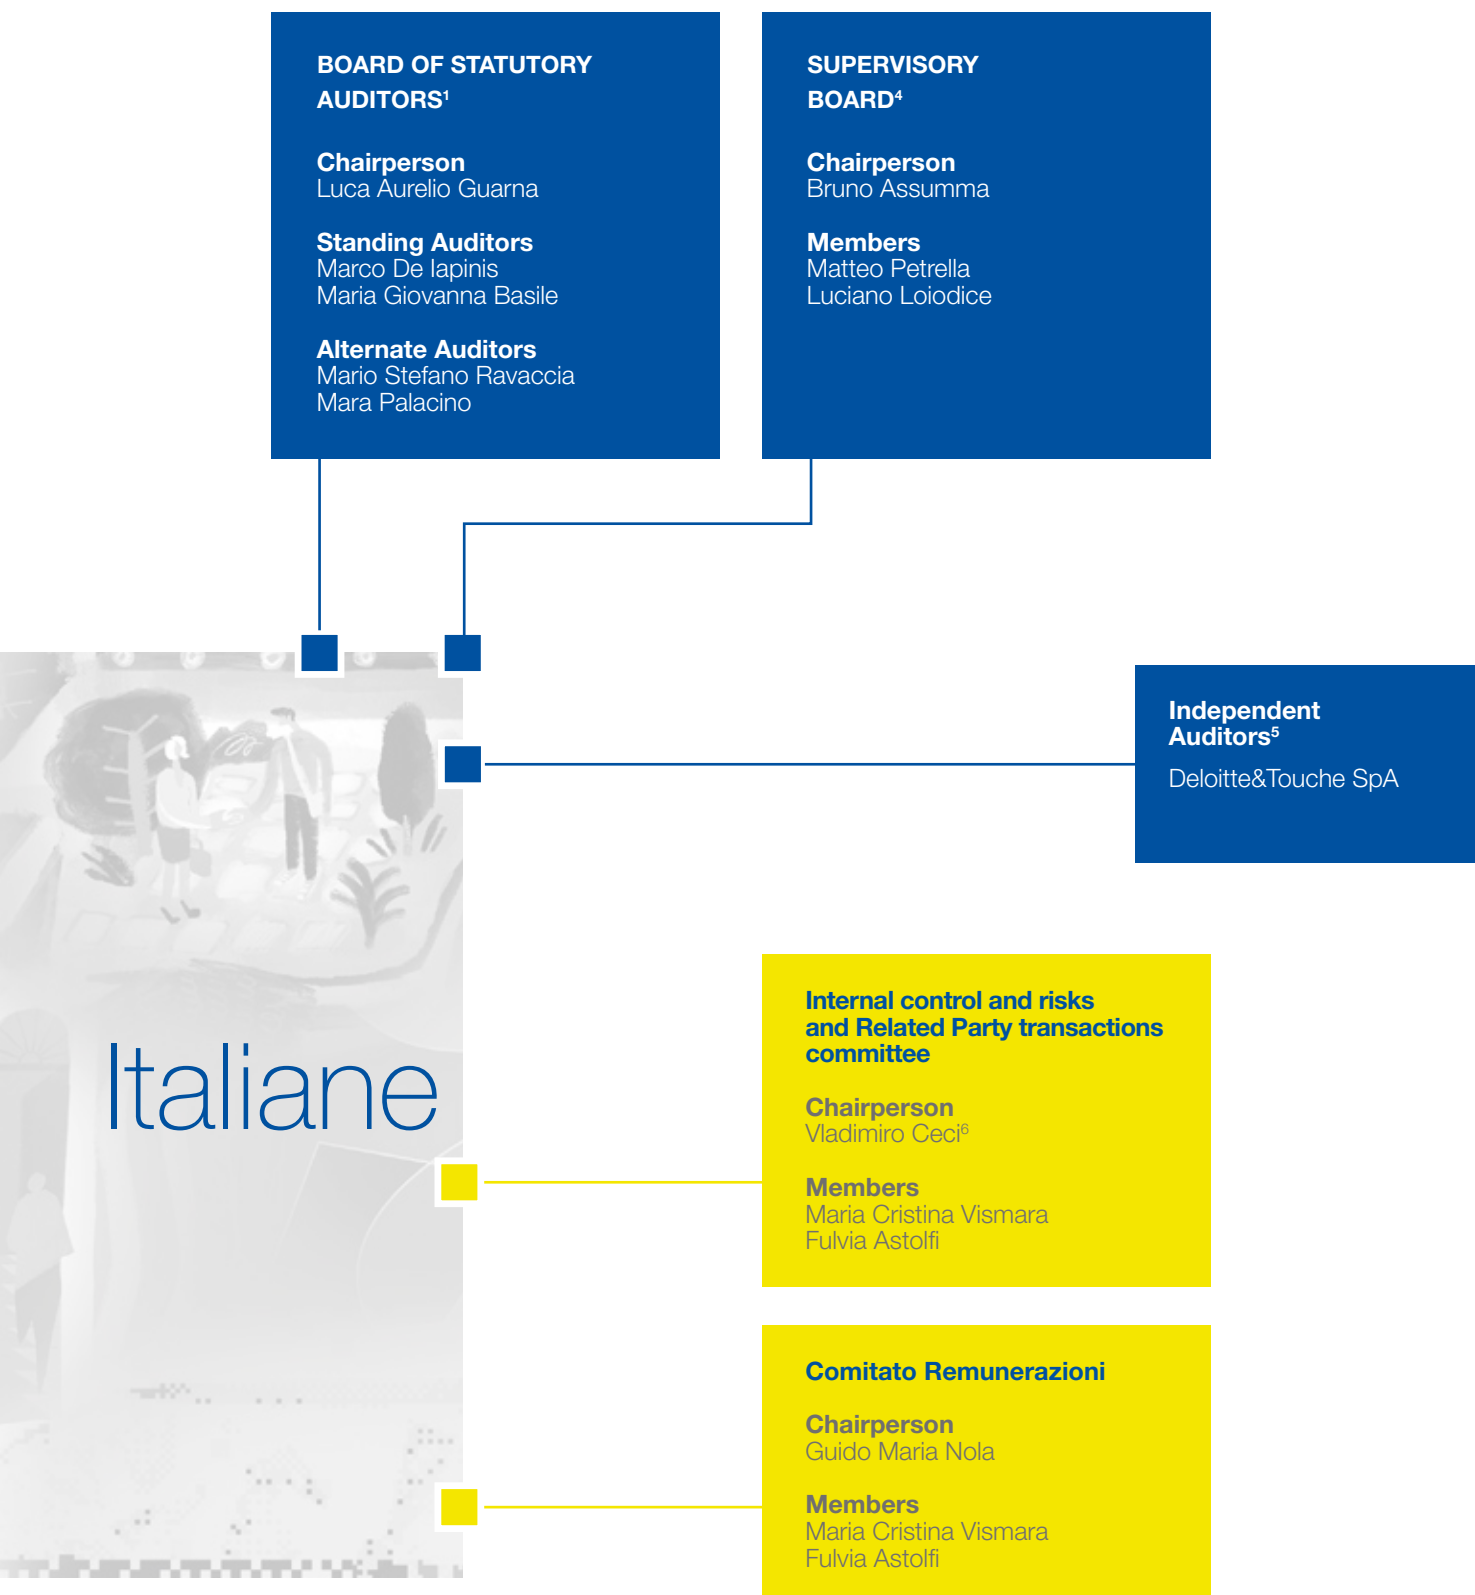 BOARD OF STATUTORY
AUDITORS¹
Chairperson
Luca Aurelio Guarna
Standing Auditors
Marco De Iapinis
Maria Giovanna Basile
Alternate Auditors
Mario Stefano Ravaccia
Mara Palacino
SUPERVISORY
BOARD⁴
Chairperson
Bruno Assumma
Members
Matteo Petrella
Luciano Loiodice
Independent
Auditors⁵
Deloitte&Touche SpA
Italiane
Internal control and risks
and Related Party transactions
committee
Chairperson
Vladimiro Ceci⁶
Members
Maria Cristina Vismara
Fulvia Astolfi
Comitato Remunerazioni
Chairperson
Guido Maria Nola
Members
Maria Cristina Vismara
Fulvia Astolfi